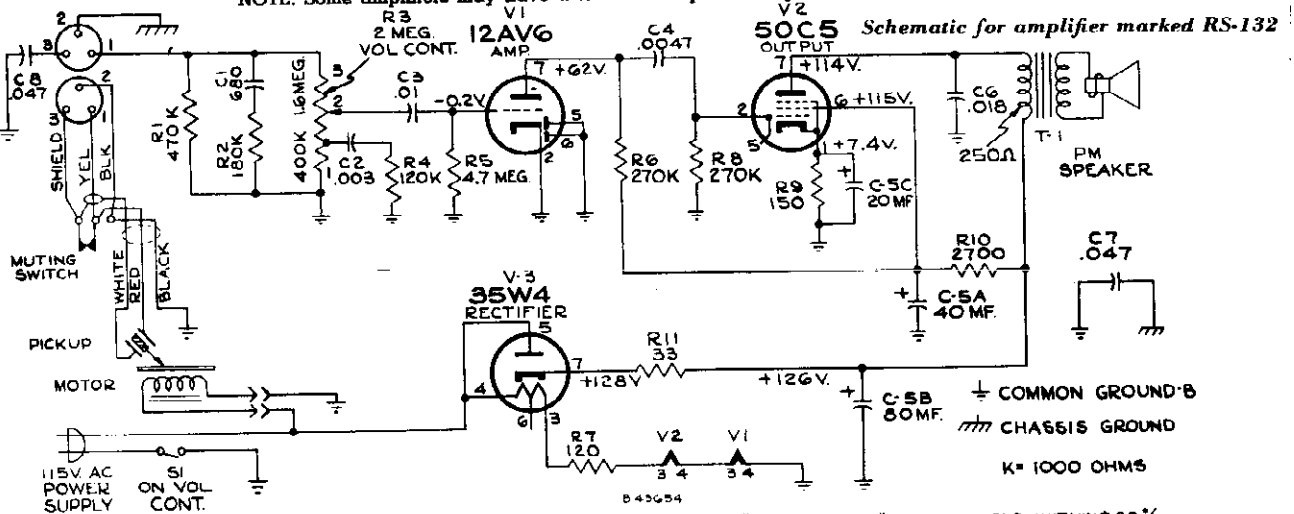 NOTE: Some amplifiers may have
V1
12AV6
AMP.
V2
50C5
OUTPUT
Schematic for amplifier marked RS-132
R3
2 MEG.
VOL CONT.
2
3
1
C8
.047
2
3
1
SHIELD
YEL
BLK
R1
470K
C1
680
R2
180K
1.6MEG.
400K
3
2
1
C3
.01
C2
.003
R4
120K
-0.2V
R5
4.7 MEG.
7
+62V.
5
6
2
C4
.0047
R6
270K
R8
270K
7
+114V.
2
5
6
+115V.
1
+7.4V.
R9
150
+
C-5C
20MF
C6
.018
250Ω
T-1
PM
SPEAKER
MUTING
SWITCH
WHITE
RED
BLACK
PICKUP
MOTOR
115V. AC
POWER
SUPPLY
S1
ON VOL
CONT.
V-3
35W4
RECTIFIER
5
4
6
3
7
+128V
R11
33
+126V.
R10
2700
+
C-5A
40MF.
+
C-5B
80MF.
C7
.047
R7
120
V2
3 4
V1
3 4
B45654
COMMON GROUND-B
CHASSIS GROUND
K= 1000 OHMS